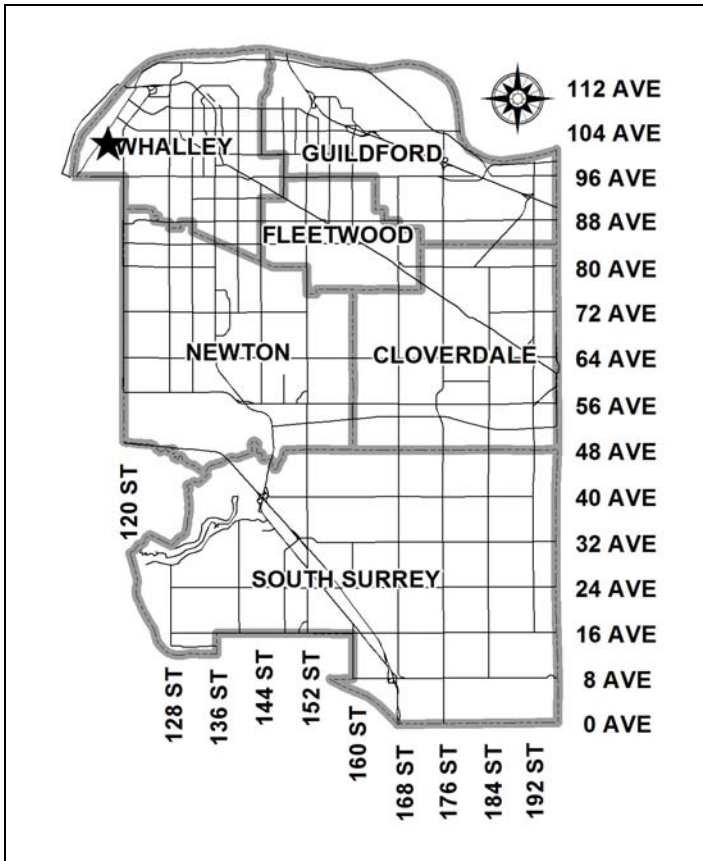 112 AVE
104 AVE
WHALLEY
GUILDFORD
96 AVE
88 AVE
FLEETWOOD
80 AVE
72 AVE
NEWTON
CLOVERDALE
64 AVE
56 AVE
48 AVE
120 ST
40 AVE
32 AVE
SOUTH SURREY
24 AVE
16 AVE
8 AVE
0 AVE
128 ST
136 ST
144 ST
152 ST
160 ST
168 ST
176 ST
184 ST
192 ST